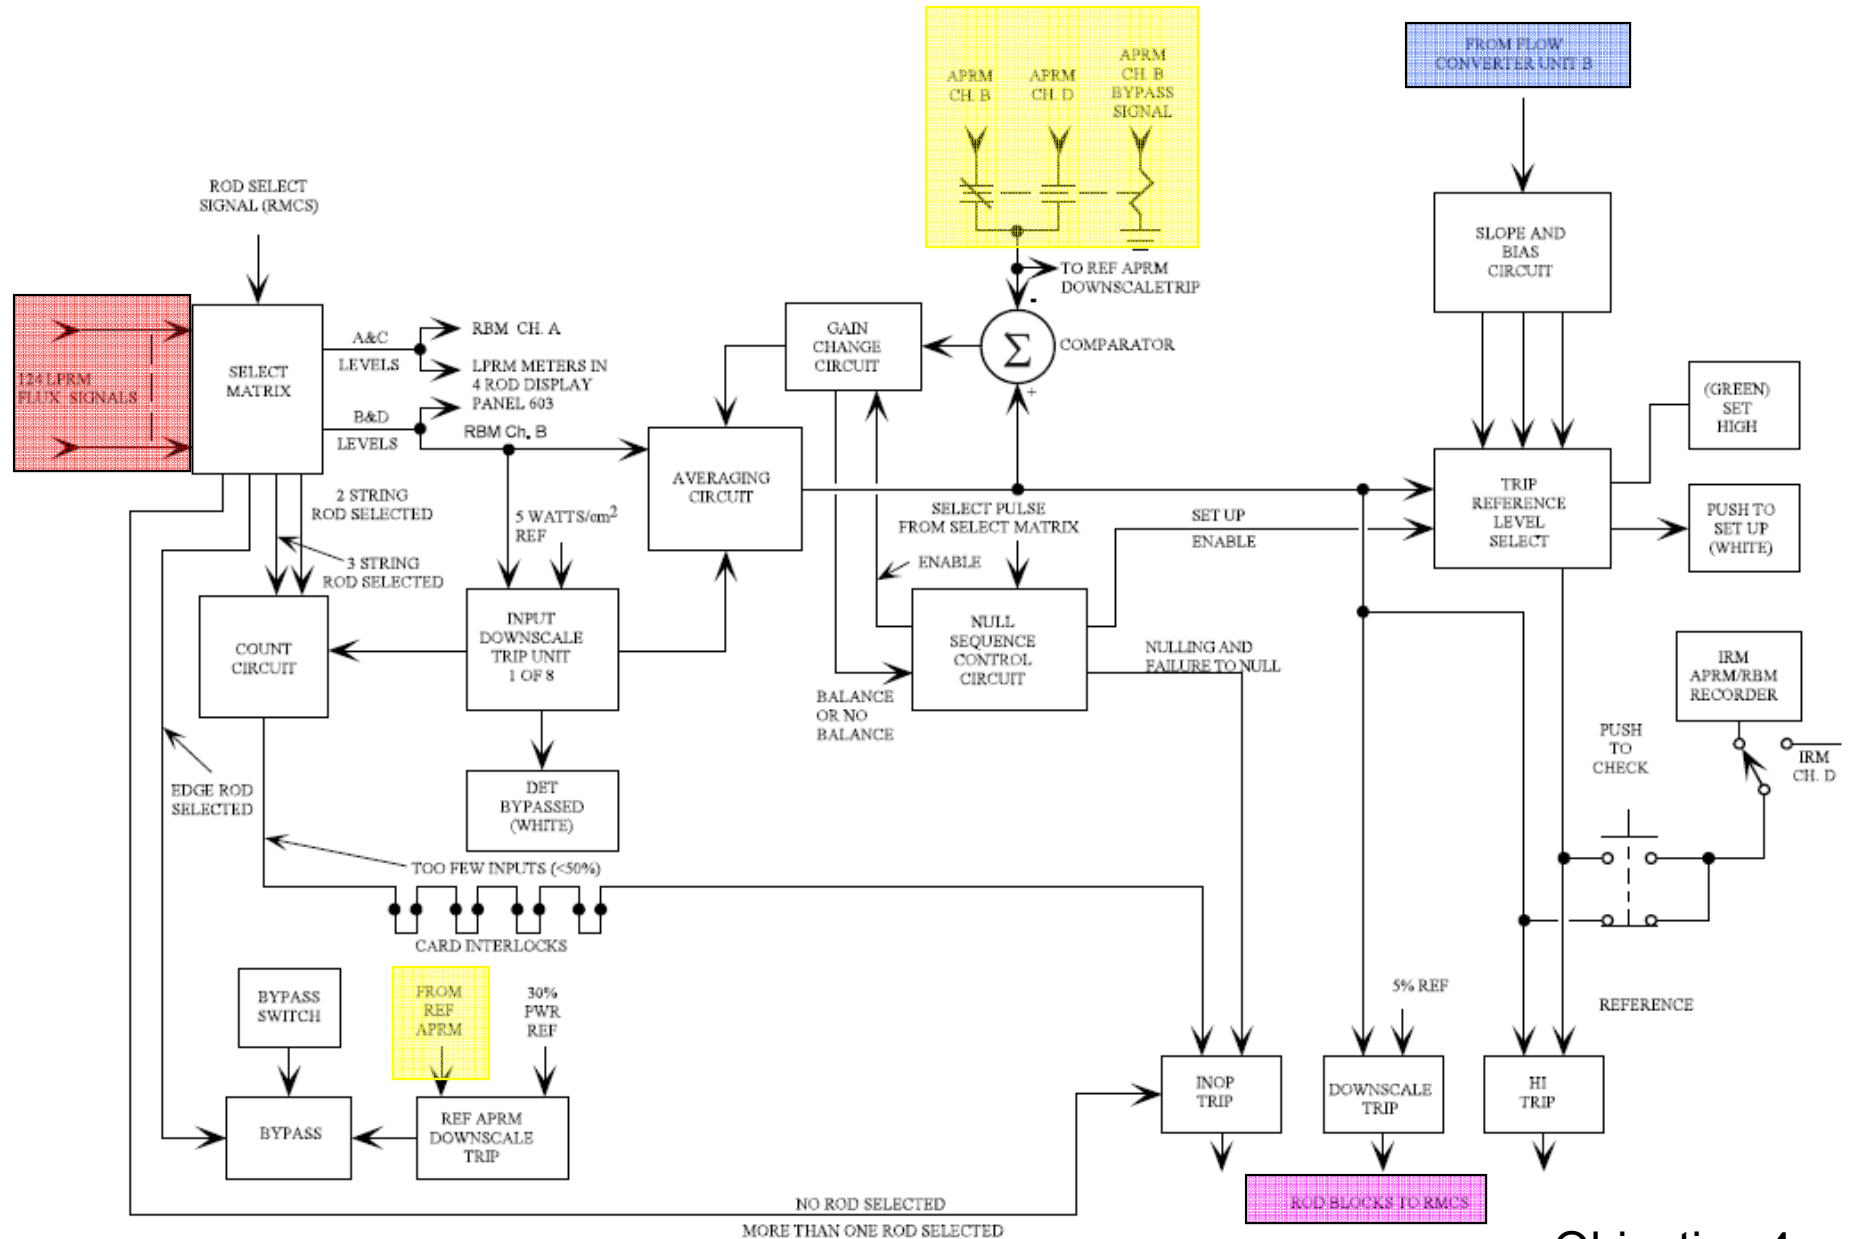 APRM
CH. B
APRM
CH. D
APRM
CH. B
BYPASS
SIGNAL
FROM FLOW
CONVERTER UNIT B
ROD SELECT
SIGNAL (RMCS)
TO REF APRM
DOWNSCALETRIP
-
SLOPE AND
BIAS
CIRCUIT
124 LPRM
FLUX SIGNALS
SELECT
MATRIX
A&C
LEVELS
RBM CH. A
LPRM METERS IN
4 ROD DISPLAY
PANEL 603
B&D
LEVELS
RBM Ch. B
GAIN
CHANGE
CIRCUIT
Σ
+
COMPARATOR
(GREEN)
SET
HIGH
AVERAGING
CIRCUIT
TRIP
REFERENCE
LEVEL
SELECT
PUSH TO
SET UP
(WHITE)
2 STRING
ROD SELECTED
3 STRING
ROD SELECTED
5 WATTS/cm2
REF
SELECT PULSE
FROM SELECT MATRIX
SET UP
ENABLE
ENABLE
COUNT
CIRCUIT
INPUT
DOWNSCALE
TRIP UNIT
1 OF 8
NULL
SEQUENCE
CONTROL
CIRCUIT
NULLING AND
FAILURE TO NULL
BALANCE
OR NO
BALANCE
IRM
APRM/RBM
RECORDER
PUSH
TO
CHECK
IRM
CH. D
EDGE ROD
SELECTED
DET
BYPASSED
(WHITE)
TOO FEW INPUTS (<50%)
CARD INTERLOCKS
BYPASS
SWITCH
FROM
REF
APRM
30%
PWR
REF
5% REF
REFERENCE
BYPASS
REF APRM
DOWNSCALE
TRIP
INOP
TRIP
DOWNSCALE
TRIP
HI
TRIP
NO ROD SELECTED
MORE THAN ONE ROD SELECTED
ROD BLOCKS TO RMCS